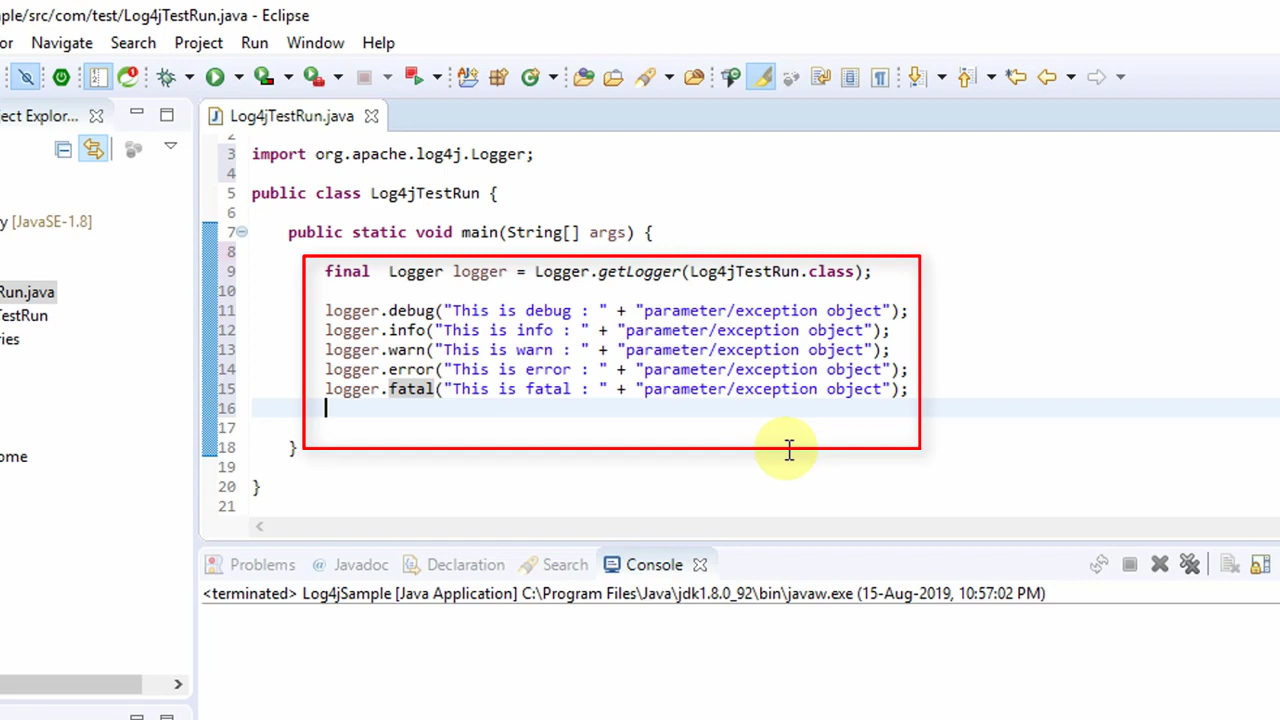 ple/src/com/test/Log4jTestRun.java - Eclipse
or Navigate Search Project Run Window Help
ect Explor...
Log4jTestRun.java
2
3 import org.apache.log4j.Logger;
4
5 public class Log4jTestRun {
6
y [JavaSE-1.8]
7 public static void main(String[] args) {
8
9 final Logger logger = Logger.getLogger(Log4jTestRun.class);
Run.java
10
11 logger.debug("This is debug : " + "parameter/exception object");
TestRun
12 logger.info("This is info : " + "parameter/exception object");
ries
13 logger.warn("This is warn : " + "parameter/exception object");
14 logger.error("This is error : " + "parameter/exception object");
15 logger.fatal("This is fatal : " + "parameter/exception object");
16
17
18 }
ome
19
20 }
21
Problems @ Javadoc Declaration Search Console
<terminated> Log4jSample [Java Application] C:\Program Files\Java\jdk1.8.0_92\bin\javaw.exe (15-Aug-2019, 10:57:02 PM)